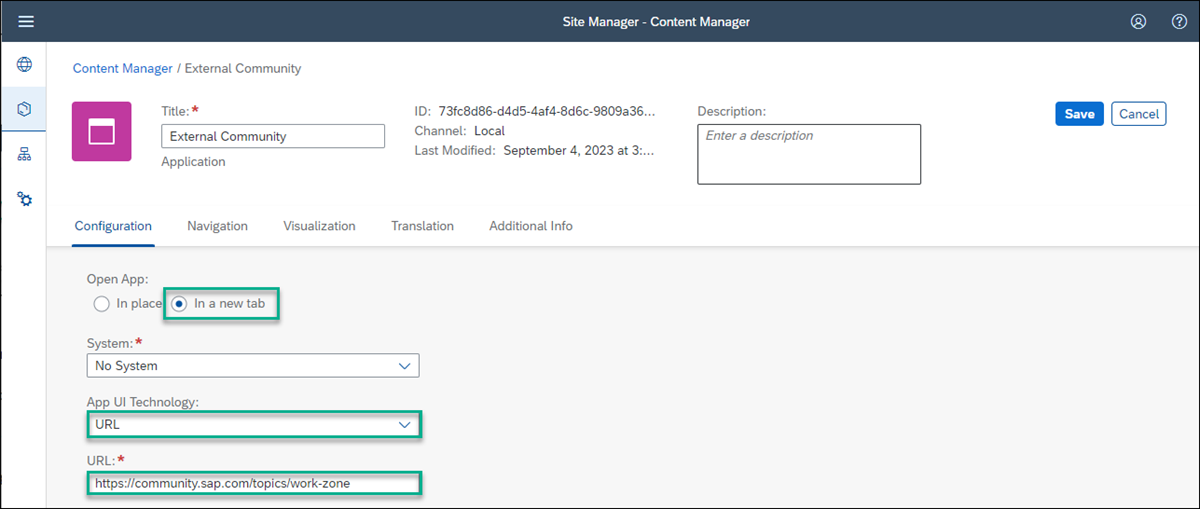 Site Manager - Content Manager
Content Manager / External Community
Title:*
External Community
Application
ID: 73fc8d86-d4d5-4af4-8d6c-9809a36...
Channel: Local
Last Modified: September 4, 2023 at 3:...
Description:
Enter a description
Save
Cancel
Configuration
Navigation
Visualization
Translation
Additional Info
Open App:
In place
In a new tab
System:*
No System
App UI Technology:
URL
URL:*
https://community.sap.com/topics/work-zone